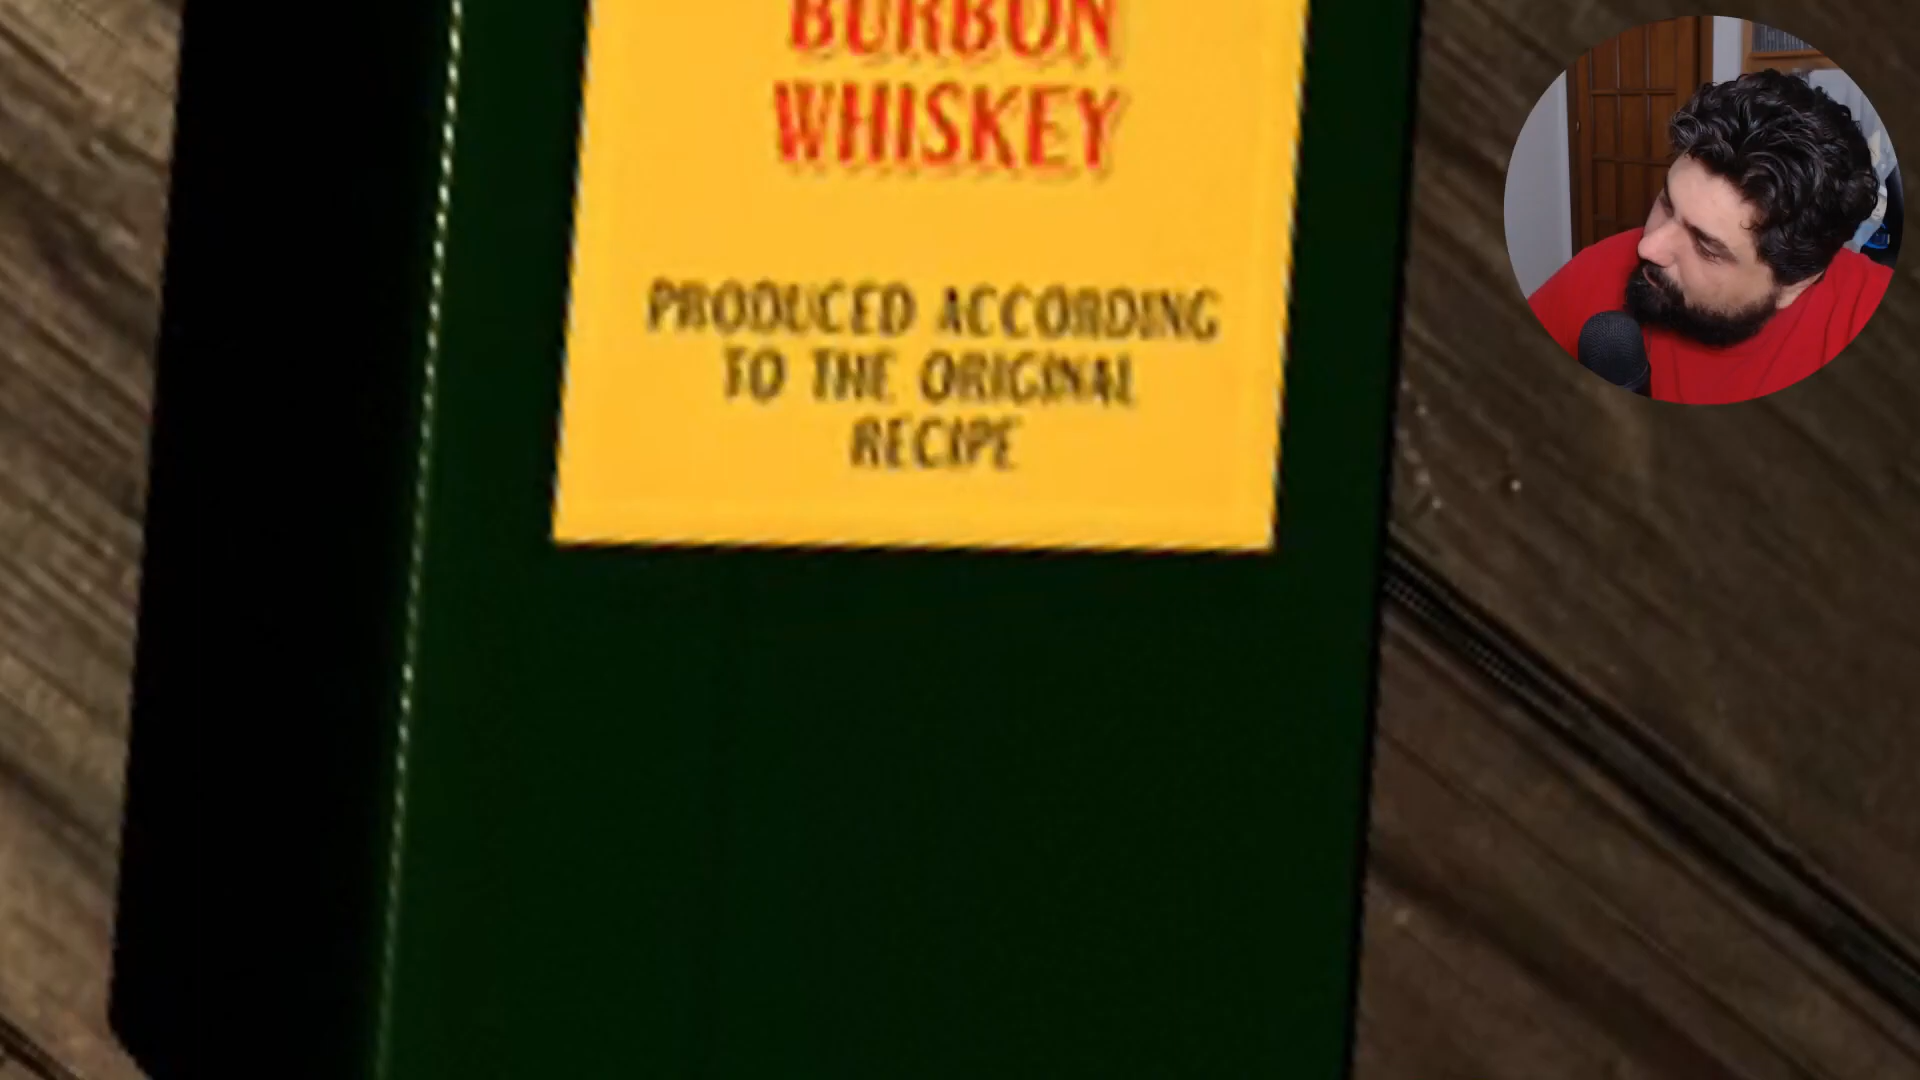 BURBON
WHISKEY
PRODUCED ACCORDING
TO THE ORIGINAL
RECIPE